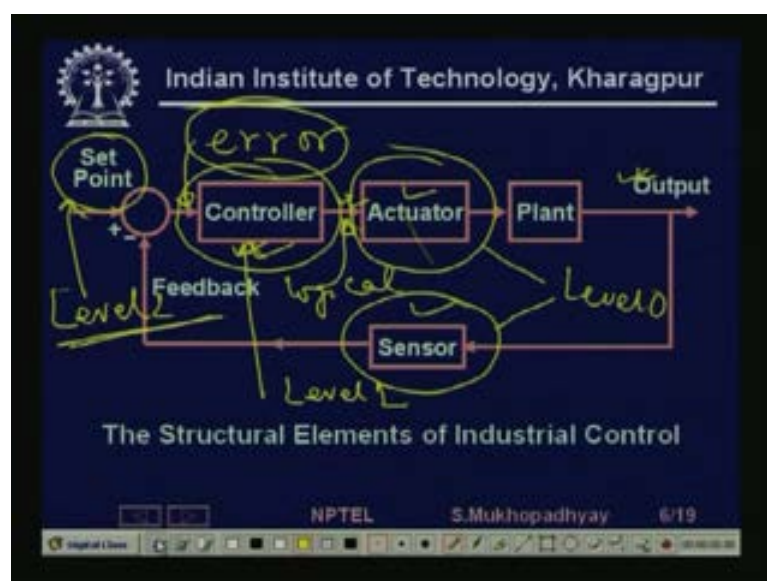 Indian Institute of Technology, Kharagpur
error
Set
Point
Controller
Actuator
Plant
Output
+
-
Feedback
logical
Level 2
Level 0
Sensor
Level 1
The Structural Elements of Industrial Control
NPTEL
S.Mukhopadhyay
6/19